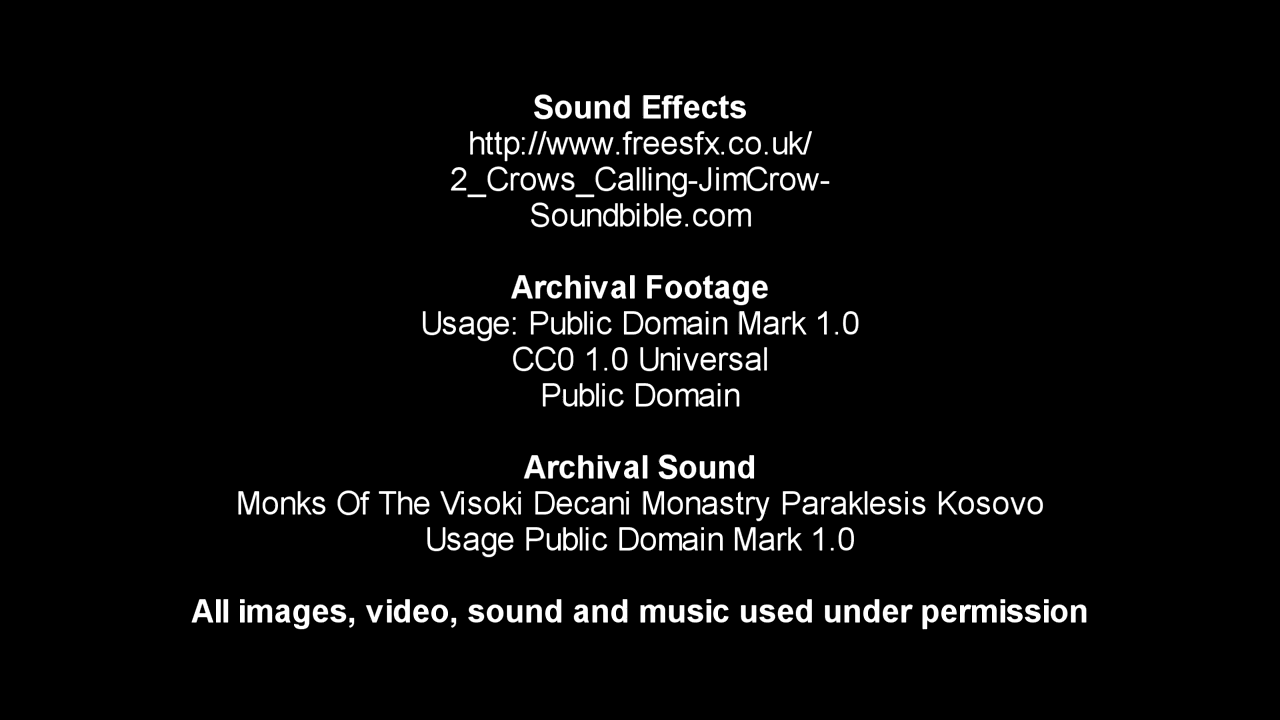 Sound Effects
http://www.freesfx.co.uk/
2_Crows_Calling-JimCrow-
Soundbible.com
Archival Footage
Usage: Public Domain Mark 1.0
CC0 1.0 Universal
Public Domain
Archival Sound
Monks Of The Visoki Decani Monastry Paraklesis Kosovo
Usage Public Domain Mark 1.0
All images, video, sound and music used under permission